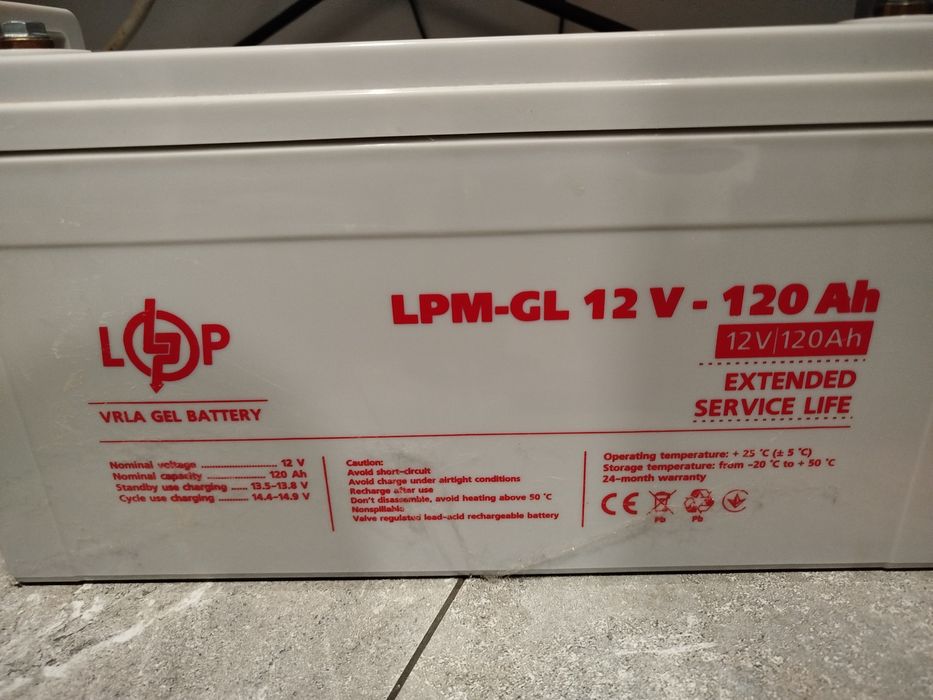 LPM-GL 12 V - 120 Ah
12V|120Ah
EXTENDED
SERVICE LIFE
LP
VRLA GEL BATTERY
Nominal voltage .......................... 12 V
Nominal capacity ..................... 120 Ah
Standby use charging ..... 13.5-13.8 V
Cycle use charging .......... 14.4-14.9 V
Caution:
Avoid short-circuit
Avoid charge under airtight conditions
Recharge after use
Don't disassemble, avoid heating above 50 °C
Nonspillable
Valve regulated lead-acid rechargeable battery
Operating temperature: + 25 °C (± 5 °C)
Storage temperature: from -20 °C to + 50 °C
24-month warranty
CE
Pb
Pb